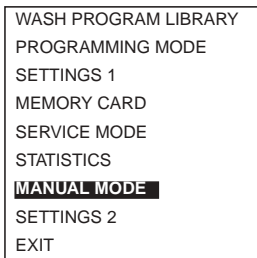 WASH PROGRAM LIBRARY
PROGRAMMING MODE
SETTINGS 1
MEMORY CARD
SERVICE MODE
STATISTICS
MANUAL MODE
SETTINGS 2
EXIT